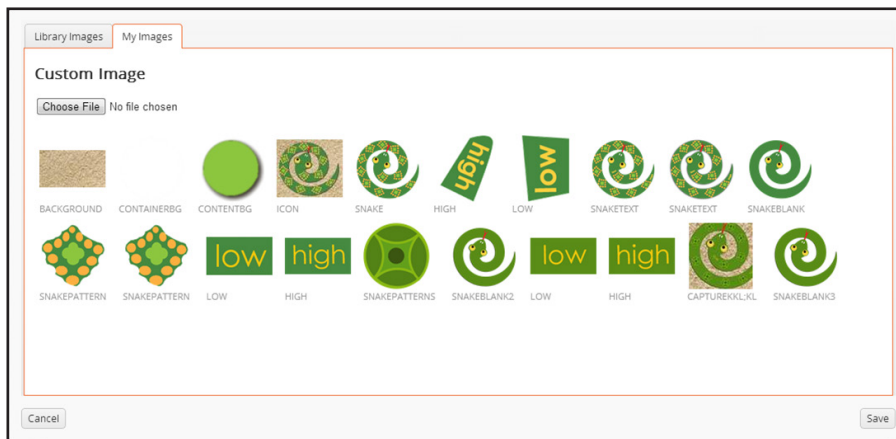 Library Images My Images
Custom Image
Choose File No file chosen
high low
BACKGROUND CONTAINERBG CONTENTBG ICON SNAKE HIGH LOW SNAKETEXT SNAKETEXT SNAKEBLANK
low high low high
SNAKEPATTERN SNAKEPATTERN LOW HIGH SNAKEPATTERNS SNAKEBLANK2 LOW HIGH CAPTUREKKL;KL SNAKEBLANK3
Cancel Save